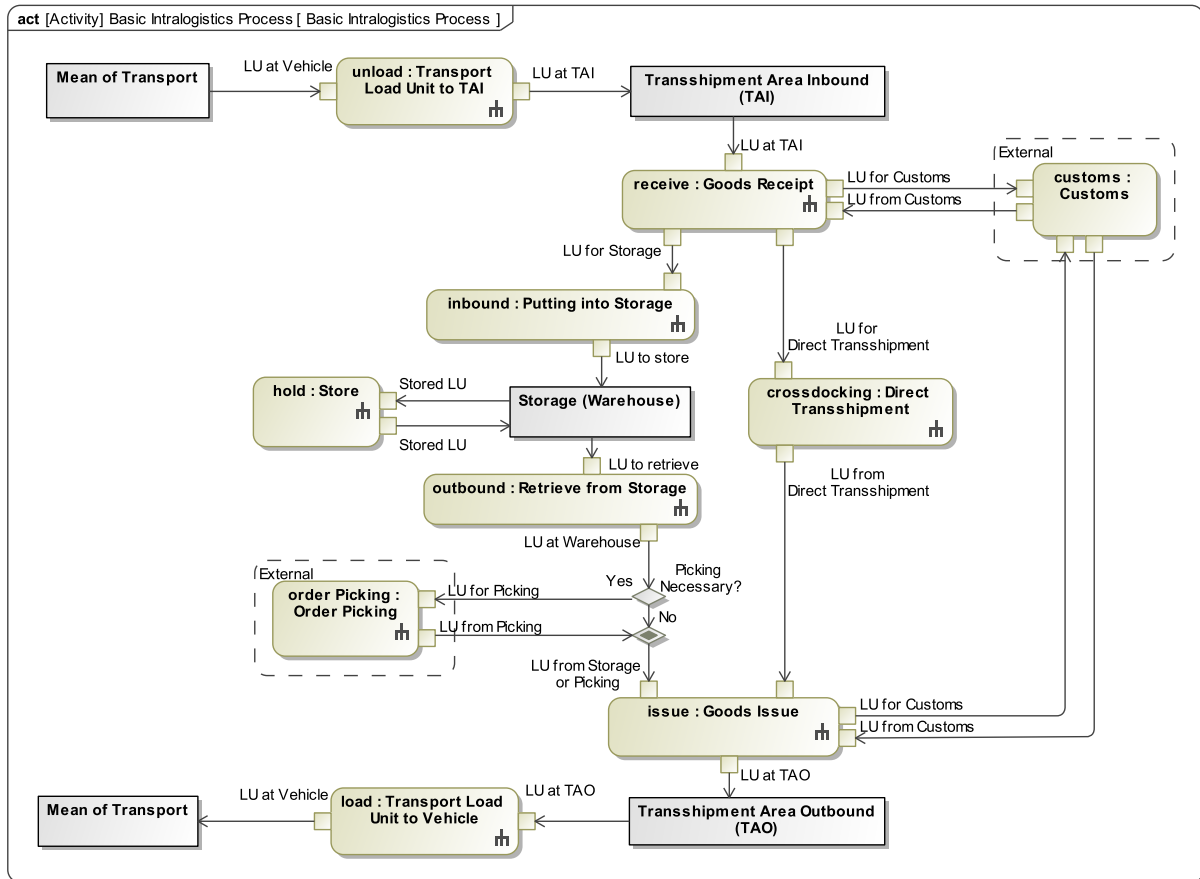 act [Activity] Basic Intralogistics Process [ Basic Intralogistics Process ]
Mean of Transport
LU at Vehicle
unload : Transport
Load Unit to TAI
LU at TAI
Transshipment Area Inbound
(TAI)
LU at TAI
External
receive : Goods Receipt
LU for Customs
LU from Customs
customs :
Customs
LU for Storage
inbound : Putting into Storage
LU for
Direct Transshipment
LU to store
hold : Store
Stored LU
Stored LU
Storage (Warehouse)
crossdocking : Direct
Transshipment
LU to retrieve
outbound : Retrieve from Storage
LU from
Direct Transshipment
LU at Warehouse
Picking
Necessary?
Yes
No
External
order Picking :
Order Picking
LU for Picking
LU from Picking
LU from Storage
or Picking
issue : Goods Issue
LU for Customs
LU from Customs
LU at TAO
Mean of Transport
LU at Vehicle
load : Transport Load
Unit to Vehicle
LU at TAO
Transshipment Area Outbound
(TAO)